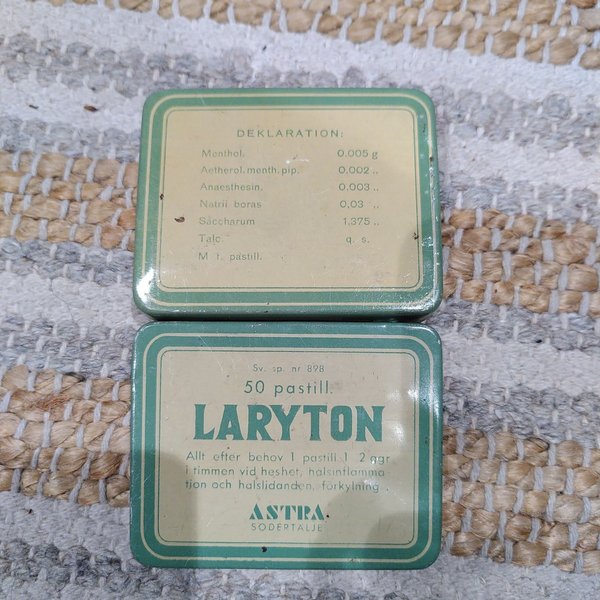 DEKLARATION:
Menthol. 0.005 g
Aetherol. menth. pip. 0.002 „
Anaesthesin. 0.003 „
Natrii boras 0,03 „
Saccharum 1,375 „
Talc. q. s.
M. f. pastill.
Sv. sp. nr 898
50 pastill.
LARYTON
Allt efter behov 1 pastill 1 2 ggr
i timmen vid heshet, halsinflamma-
tion och halslidanden, förkylning.
ASTRA
SÖDERTÄLJE